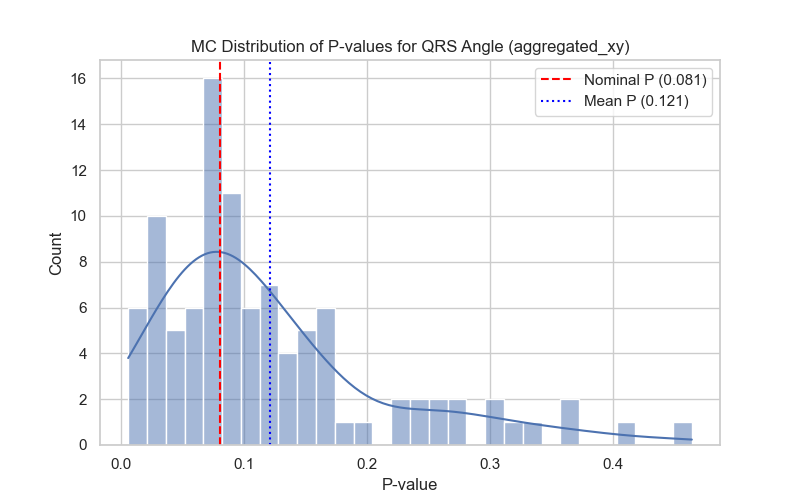 MC Distribution of P-values for QRS Angle (aggregated_xy)
Nominal P (0.081)
Mean P (0.121)
16
14
12
10
8
6
4
2
0
Count
0.0 0.1 0.2 0.3 0.4
P-value